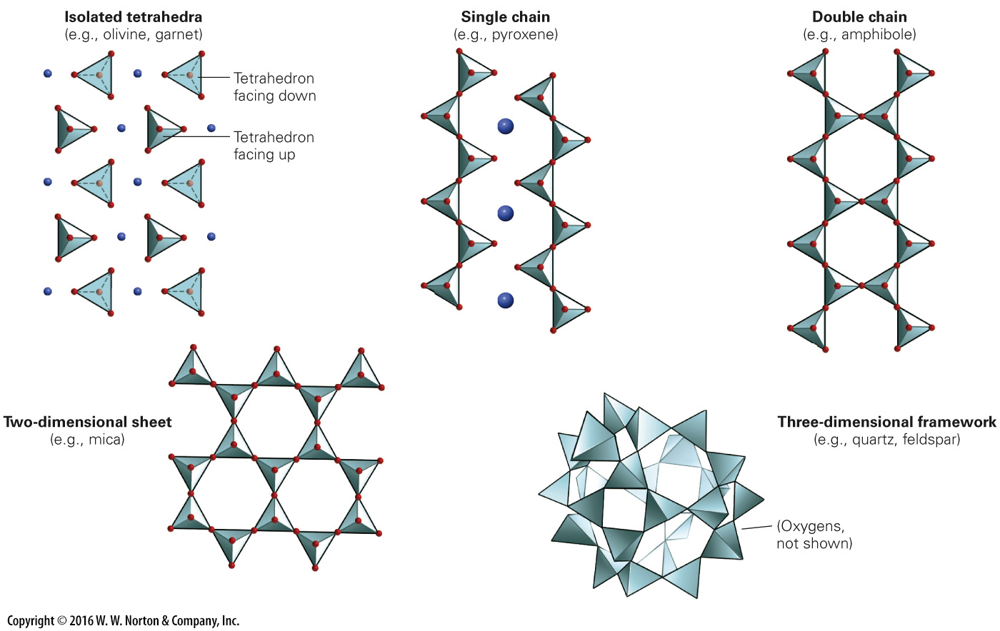 Isolated tetrahedra
(e.g., olivine, garnet)
Tetrahedron
facing down
Tetrahedron
facing up
Single chain
(e.g., pyroxene)
Double chain
(e.g., amphibole)
Two-dimensional sheet
(e.g., mica)
Three-dimensional framework
(e.g., quartz, feldspar)
(Oxygens,
not shown)
Copyright © 2016 W. W. Norton & Company, Inc.